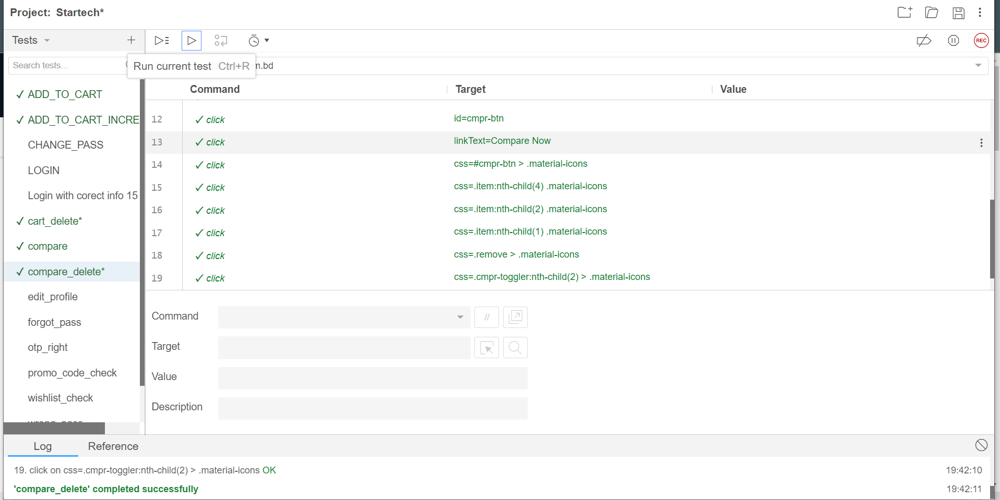 Project: Startech*
Tests
Run current test Ctrl+R
m.bd
REC
Search tests...
ADD_TO_CART
ADD_TO_CART_INCRE
CHANGE_PASS
LOGIN
Login with corect info 15
cart_delete*
compare
compare_delete*
edit_profile
forgot_pass
otp_right
promo_code_check
wishlist_check
Command Target Value
12 click id=cmpr-btn
13 click linkText=Compare Now
14 click css=#cmpr-btn > .material-icons
15 click css=.item:nth-child(4) .material-icons
16 click css=.item:nth-child(2) .material-icons
17 click css=.item:nth-child(1) .material-icons
18 click css=.remove > .material-icons
19 click css=.cmpr-toggler:nth-child(2) > .material-icons
Command
//
Target
Value
Description
Log Reference
19. click on css=.cmpr-toggler:nth-child(2) > .material-icons OK 19:42:10
'compare_delete' completed successfully 19:42:11